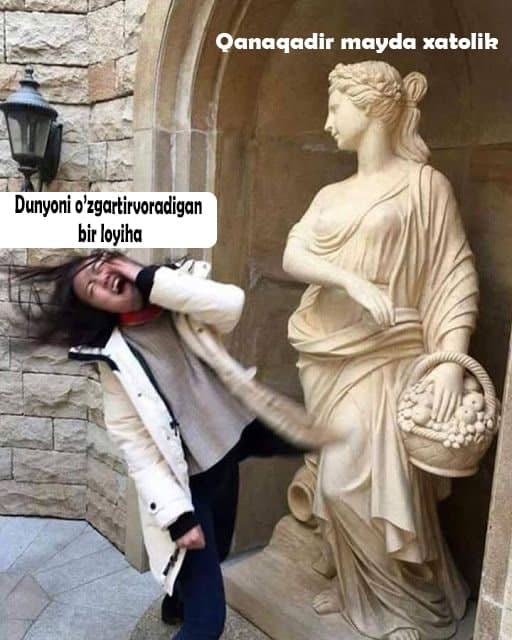 Qanaqadir mayda xatolik
Dunyoni o'zgartirvoradigan
bir loyiha